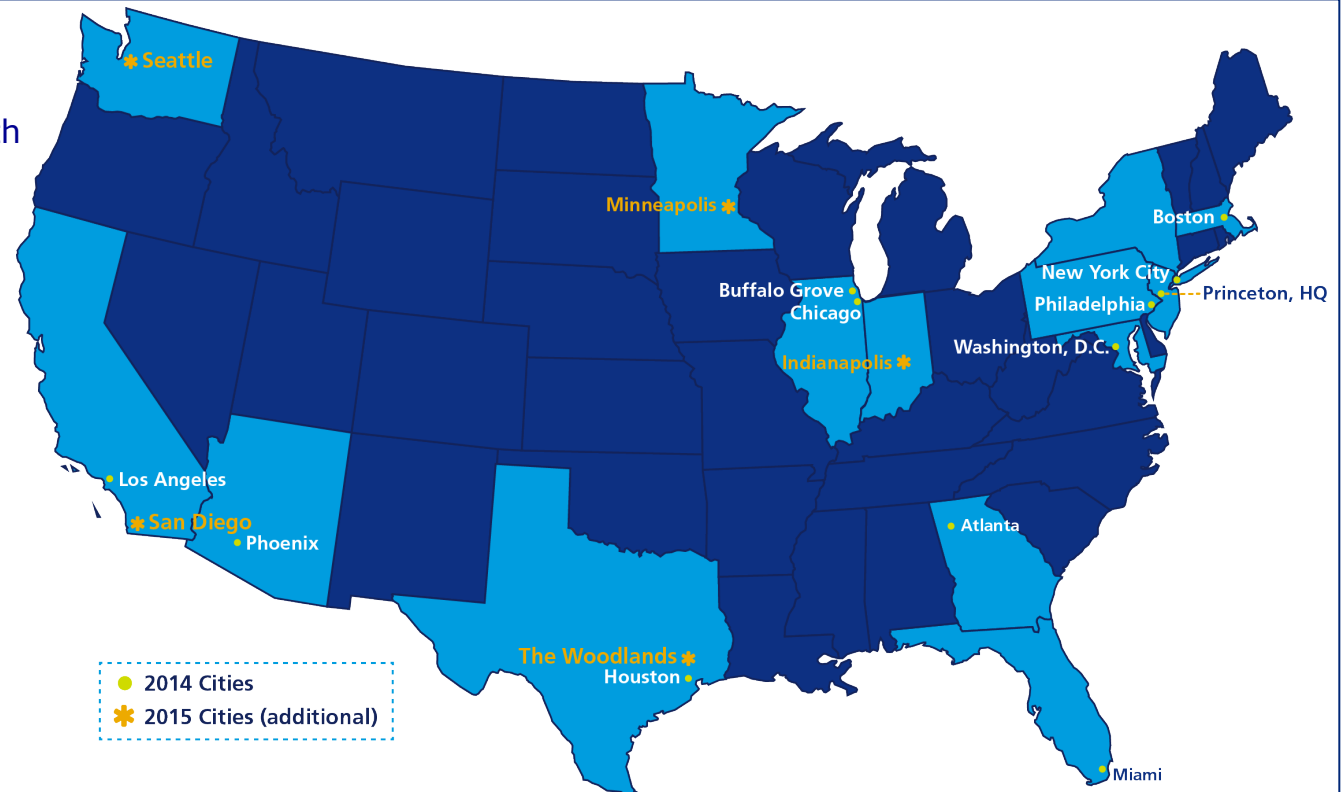 Seattle
th
Minneapolis
Boston
New York City
Buffalo Grove
Princeton, HQ
Philadelphia
Chicago
Washington, D.C.
Indianapolis
Los Angeles
San Diego
Atlanta
Phoenix
The Woodlands
Houston
2014 Cities
2015 Cities (additional)
Miami